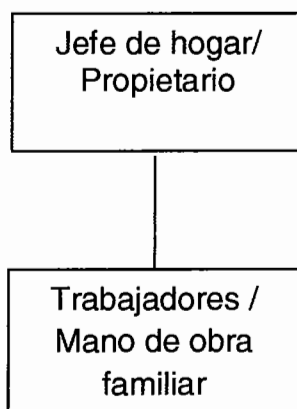 Jefe de hogar/
Propietario
Trabajadores /
Mano de obra
familiar